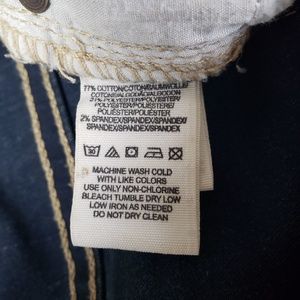 77% COTTON/COTON/BAUMWOLLE/
COTONE/ALGODÃO/ALGODON
21% POLYESTER/POLYESTER/
POLYESTER/POLIESTERE/
POLIÉSTER/POLIÉSTER
2% SPANDEX/SPANDEX/SPANDEX/
SPANDEX/SPANDEX/SPANDEX
30
MACHINE WASH COLD
WITH LIKE COLORS
USE ONLY NON-CHLORINE
BLEACH TUMBLE DRY LOW
LOW IRON AS NEEDED
DO NOT DRY CLEAN